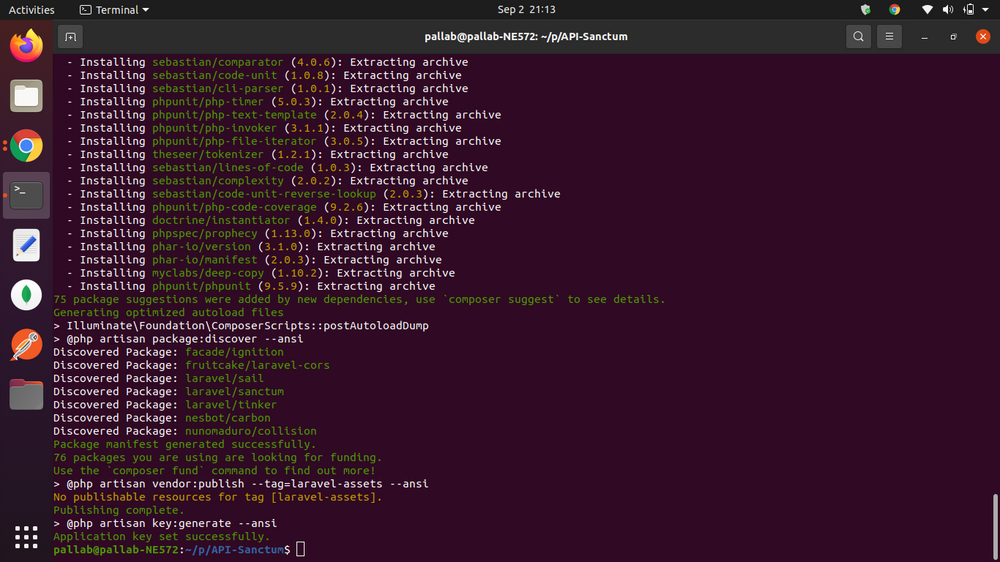 Activities
Terminal
Sep 2 21:13
pallab@pallab-NE572: ~/p/API-Sanctum
- Installing sebastian/comparator (4.0.6): Extracting archive
- Installing sebastian/code-unit (1.0.8): Extracting archive
- Installing sebastian/cli-parser (1.0.1): Extracting archive
- Installing phpunit/php-timer (5.0.3): Extracting archive
- Installing phpunit/php-text-template (2.0.4): Extracting archive
- Installing phpunit/php-invoker (3.1.1): Extracting archive
- Installing phpunit/php-file-iterator (3.0.5): Extracting archive
- Installing theseer/tokenizer (1.2.1): Extracting archive
- Installing sebastian/lines-of-code (1.0.3): Extracting archive
- Installing sebastian/complexity (2.0.2): Extracting archive
- Installing sebastian/code-unit-reverse-lookup (2.0.3): Extracting archive
- Installing phpunit/php-code-coverage (9.2.6): Extracting archive
- Installing doctrine/instantiator (1.4.0): Extracting archive
- Installing phpspec/prophecy (1.13.0): Extracting archive
- Installing phar-io/version (3.1.0): Extracting archive
- Installing phar-io/manifest (2.0.3): Extracting archive
- Installing myclabs/deep-copy (1.10.2): Extracting archive
- Installing phpunit/phpunit (9.5.9): Extracting archive
75 package suggestions were added by new dependencies, use `composer suggest` to see details.
Generating optimized autoload files
> Illuminate\Foundation\ComposerScripts::postAutoloadDump
> @php artisan package:discover --ansi
Discovered Package: facade/ignition
Discovered Package: fruitcake/laravel-cors
Discovered Package: laravel/sail
Discovered Package: laravel/sanctum
Discovered Package: laravel/tinker
Discovered Package: nesbot/carbon
Discovered Package: nunomaduro/collision
Package manifest generated successfully.
76 packages you are using are looking for funding.
Use the `composer fund` command to find out more!
> @php artisan vendor:publish --tag=laravel-assets --ansi
No publishable resources for tag [laravel-assets].
Publishing complete.
> @php artisan key:generate --ansi
Application key set successfully.
pallab@pallab-NE572:~/p/API-Sanctum$